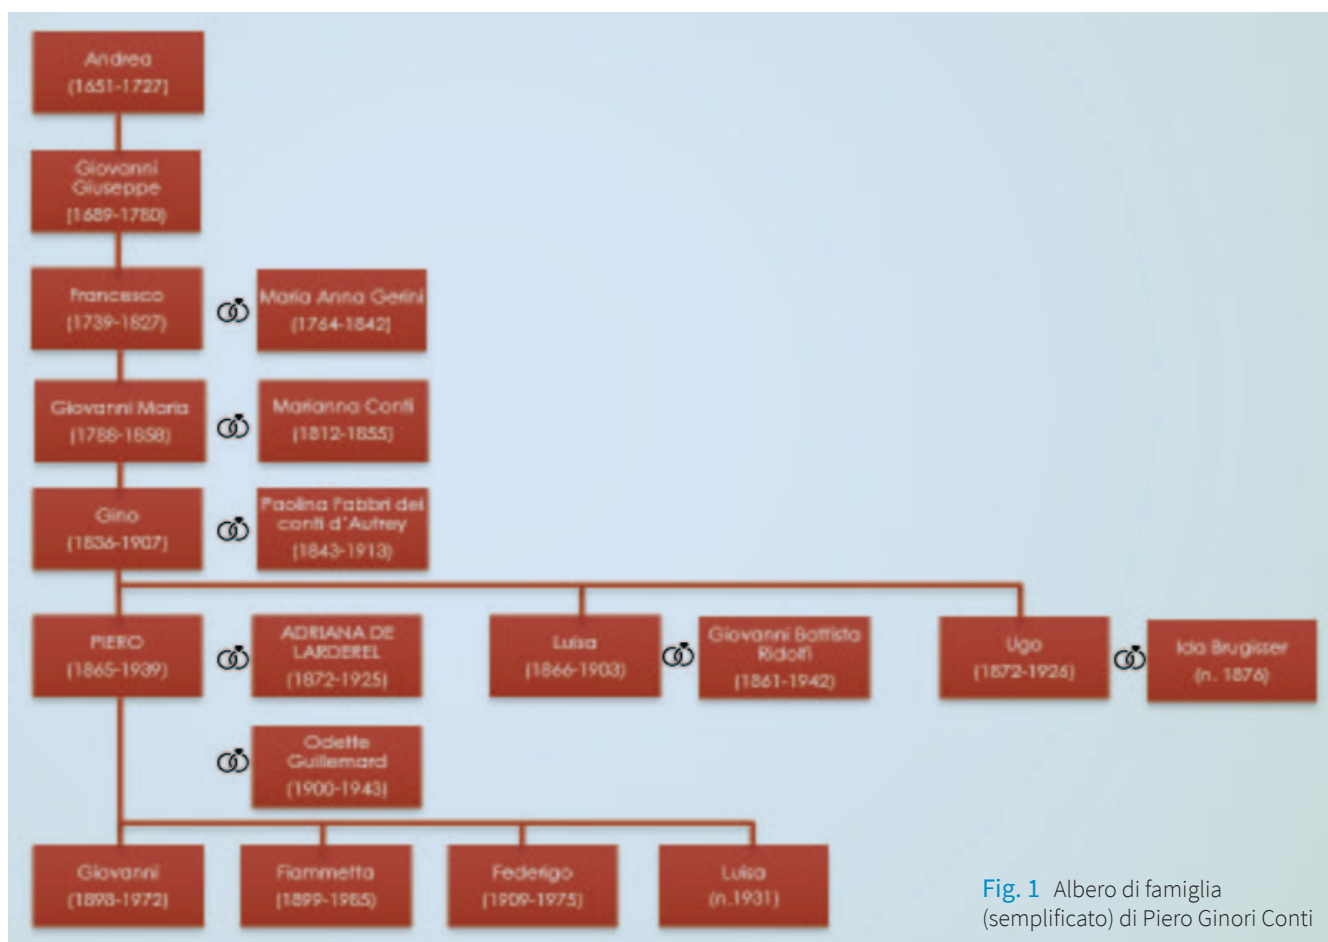 Andrea
(1651-1727)
Giovanni
Giuseppe
(1689-1780)
Francesco
(1739-1827)
Maria Anna Gerini
(1764-1842)
Giovanni Maria
(1788-1858)
Marianna Conti
(1812-1855)
Gino
(1836-1907)
Paolina Fabbri dei
conti d'Autrey
(1843-1913)
PIERO
(1865-1939)
ADRIANA DE
LARDEREL
(1872-1925)
Luisa
(1866-1903)
Giovanni Battista
Ridolfi
(1861-1942)
Ugo
(1872-1926)
Ida Brugisser
(n. 1876)
Odette
Guillemard
(1900-1943)
Giovanni
(1898-1972)
Fiammetta
(1899-1985)
Federigo
(1909-1975)
Luisa
(n.1931)
Fig. 1 Albero di famiglia
(semplificato) di Piero Ginori Conti